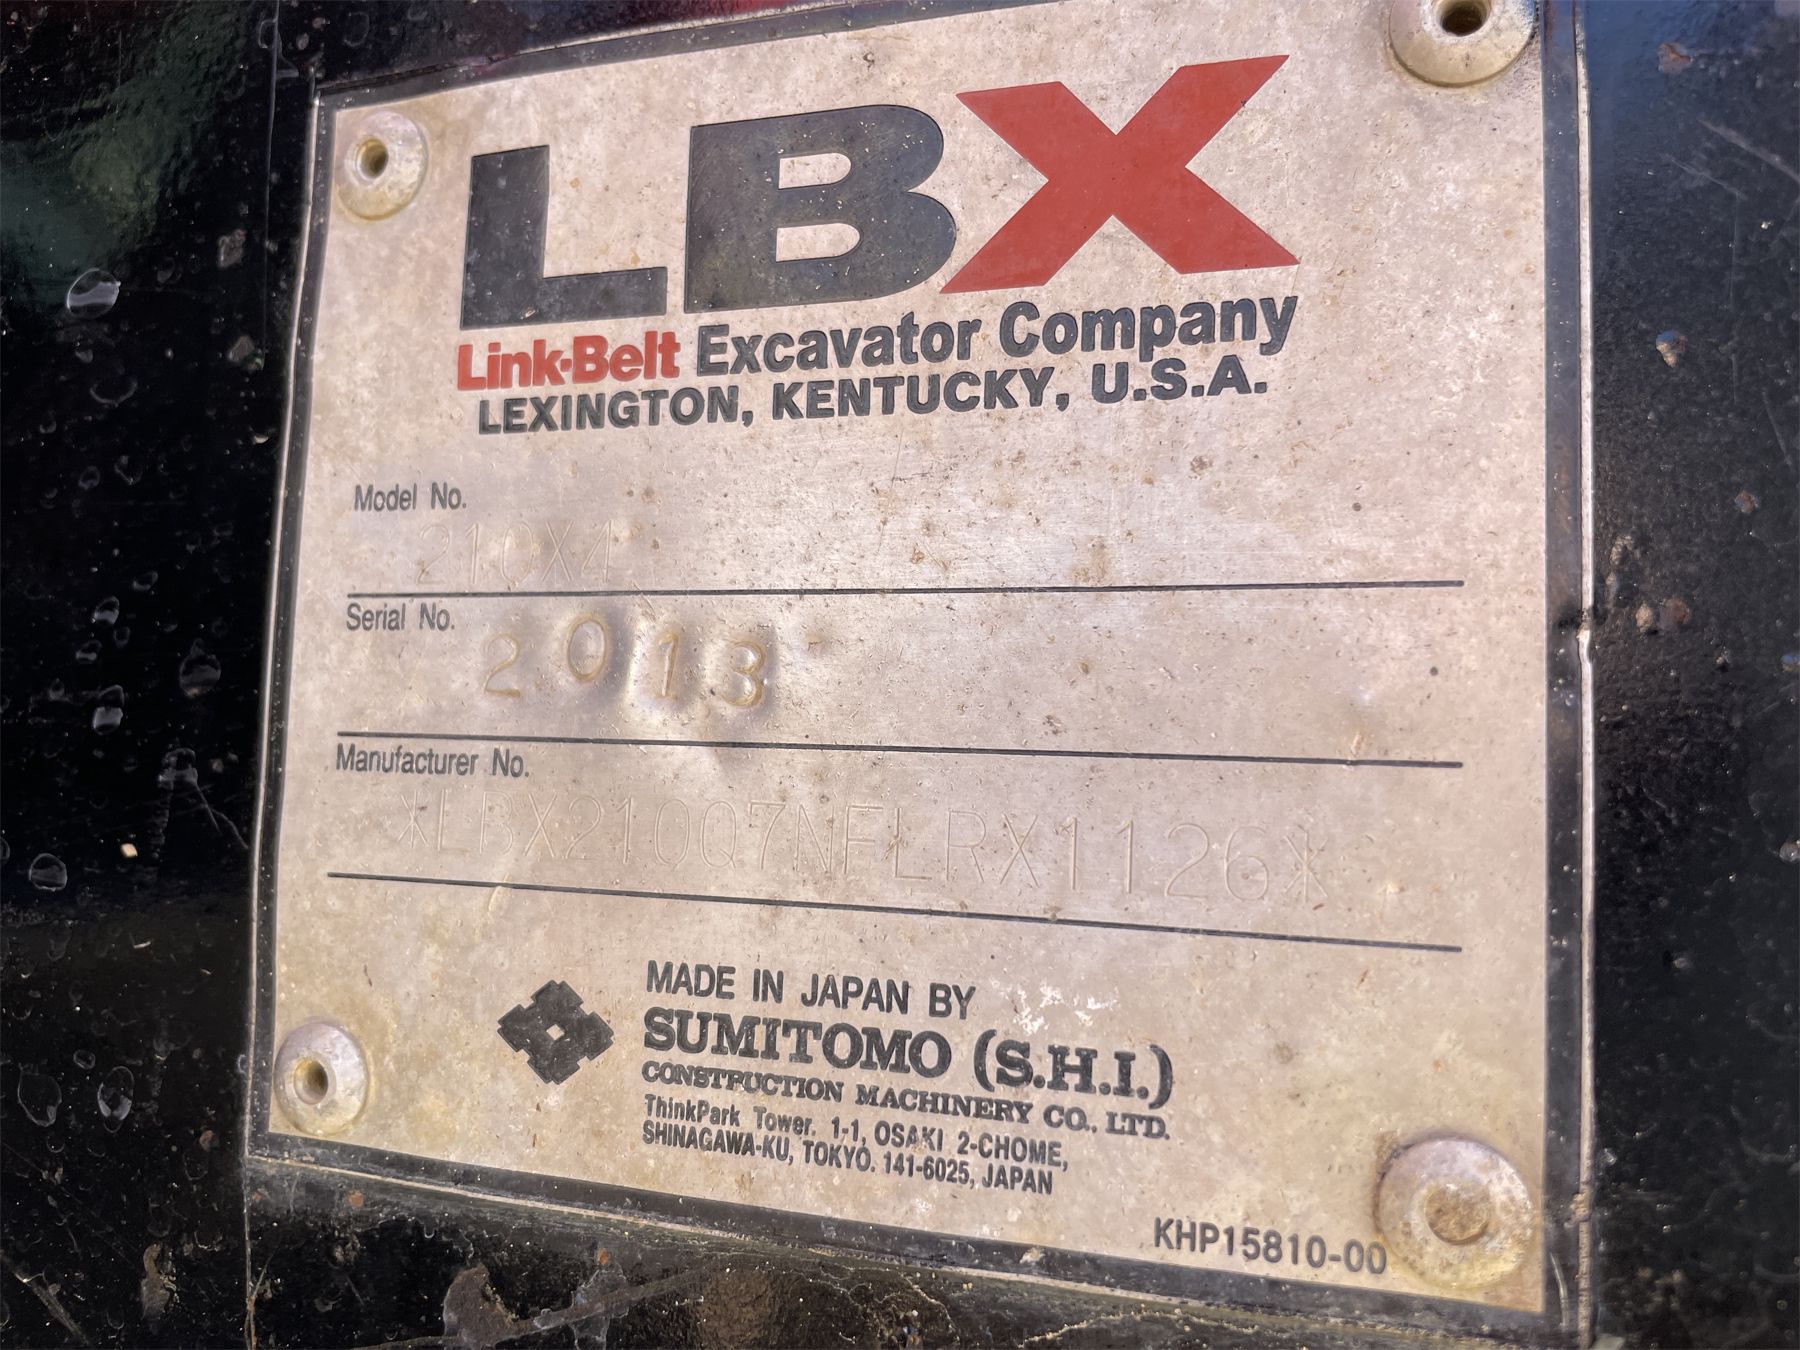 LBX
Link-Belt Excavator Company
LEXINGTON, KENTUCKY, U.S.A.
Model No.
210X4
Serial No.
2013
Manufacturer No.
*LBX210Q7NFLRX1126*
MADE IN JAPAN BY
SUMITOMO (S.H.I.)
CONSTRUCTION MACHINERY CO., LTD.
ThinkPark Tower. 1-1, OSAKI 2-CHOME,
SHINAGAWA-KU, TOKYO. 141-6025, JAPAN
KHP15810-00